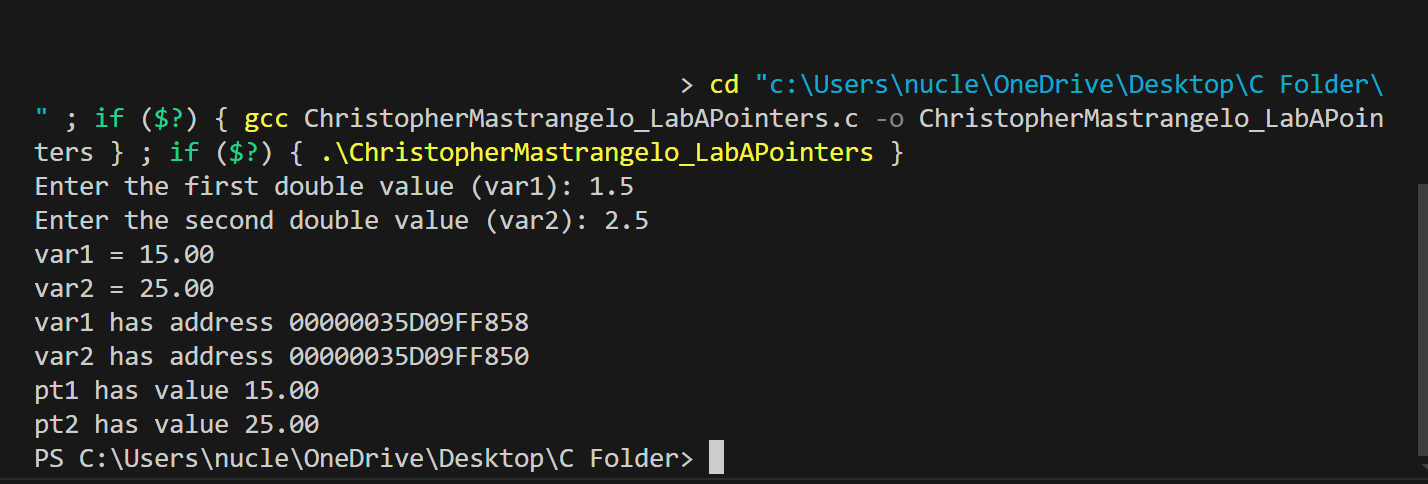 > cd "c:\Users\nucle\OneDrive\Desktop\C Folder\
" ; if ($?) { gcc ChristopherMastrangelo_LabAPointers.c -o ChristopherMastrangelo_LabAPoin
ters } ; if ($?) { .\ChristopherMastrangelo_LabAPointers }
Enter the first double value (var1): 1.5
Enter the second double value (var2): 2.5
var1 = 15.00
var2 = 25.00
var1 has address 00000035D09FF858
var2 has address 00000035D09FF850
pt1 has value 15.00
pt2 has value 25.00
PS C:\Users\nucle\OneDrive\Desktop\C Folder>